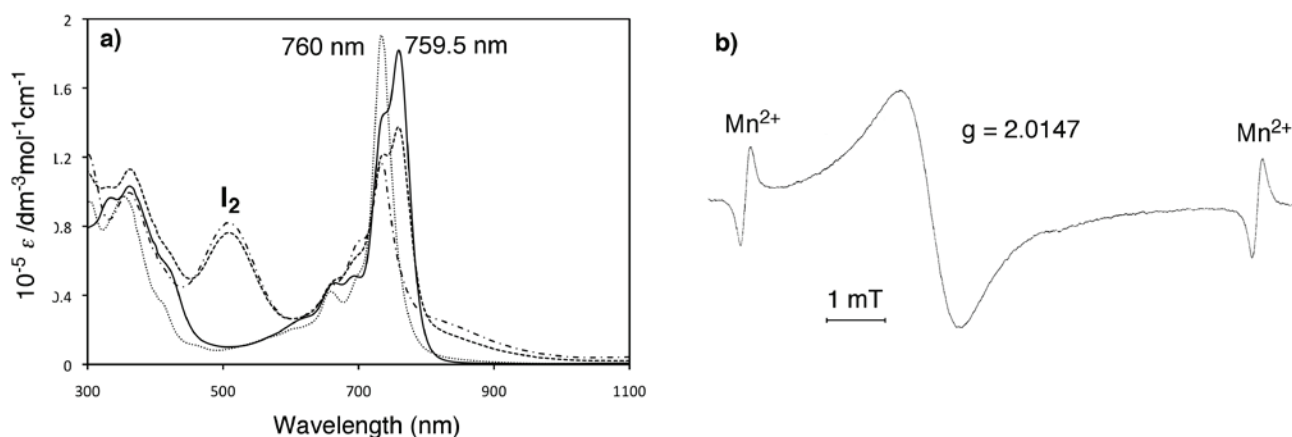 a)
760 nm
759.5 nm
I2
10-5 ε /dm-3mol-1cm-1
2
1.6
1.2
0.8
0.4
0
300
500
700
900
1100
Wavelength (nm)
b)
Mn2+
g = 2.0147
Mn2+
1 mT